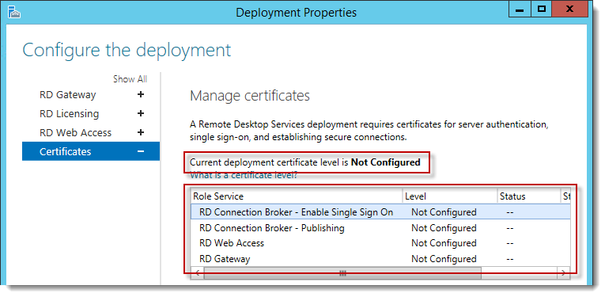 Deployment Properties
Configure the deployment
Show All
RD Gateway +
RD Licensing +
RD Web Access +
Certificates –
Manage certificates
A Remote Desktop Services deployment requires certificates for server authentication,
single sign-on, and establishing secure connections.
Current deployment certificate level is Not Configured
What is a certificate level?
Role Service Level Status St
RD Connection Broker - Enable Single Sign On Not Configured --
RD Connection Broker - Publishing Not Configured --
RD Web Access Not Configured --
RD Gateway Not Configured --